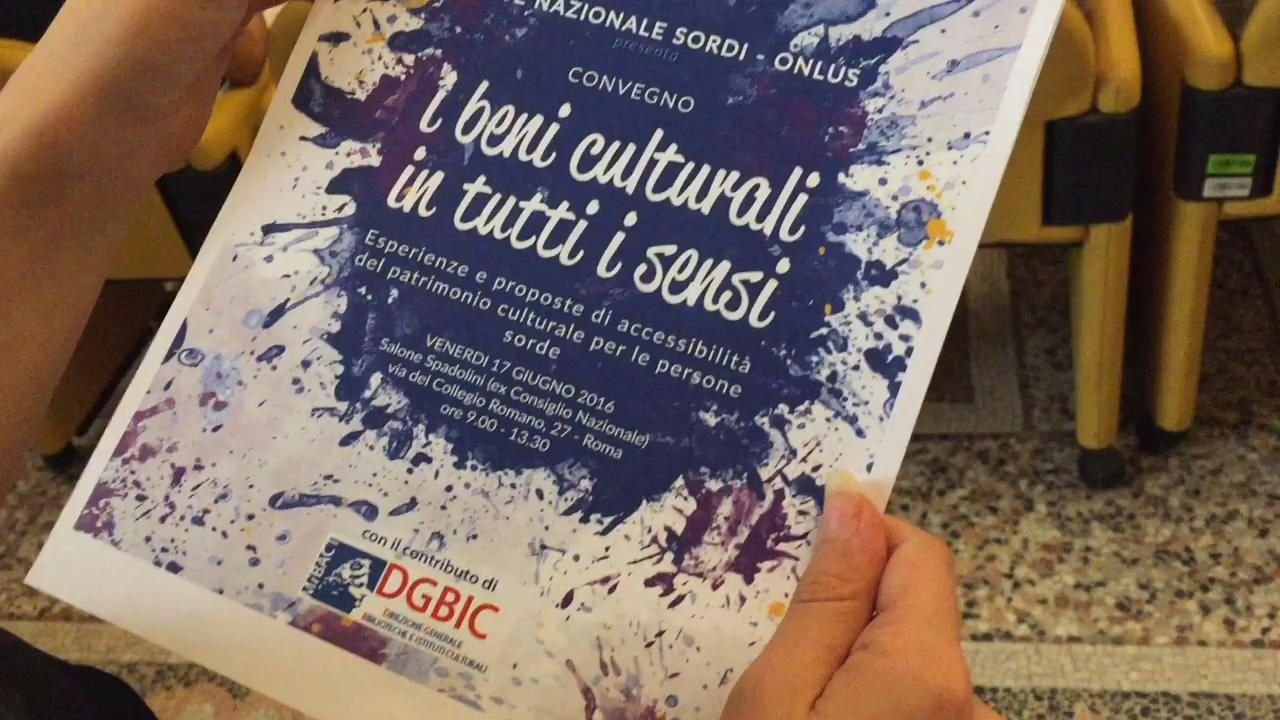 NAZIONALE SORDI - ONLUS
presenta
CONVEGNO
I beni culturali
in tutti i sensi
Esperienze e proposte di accessibilità
del patrimonio culturale per le persone
sorde
VENERDI 17 GIUGNO 2016
Salone Spadolini (ex Consiglio Nazionale)
via del Collegio Romano, 27 - Roma
ore 9.00 - 13.30
con il contributo di
DGBIC
DIREZIONE GENERALE
BIBLIOTECHE E ISTITUTI CULTURALI